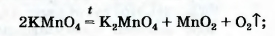 2KMnO₄ =ᵗ K₂MnO₄ + MnO₂ + O₂↑;